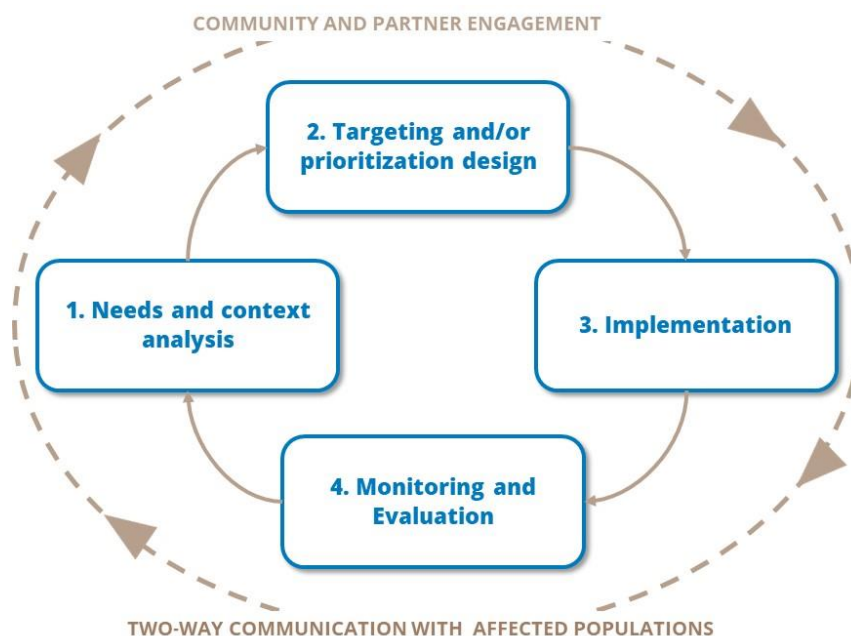 COMMUNITY AND PARTNER ENGAGEMENT
2. Targeting and/or
prioritization design
1. Needs and context
analysis
3. Implementation
4. Monitoring and
Evaluation
TWO-WAY COMMUNICATION WITH AFFECTED POPULATIONS